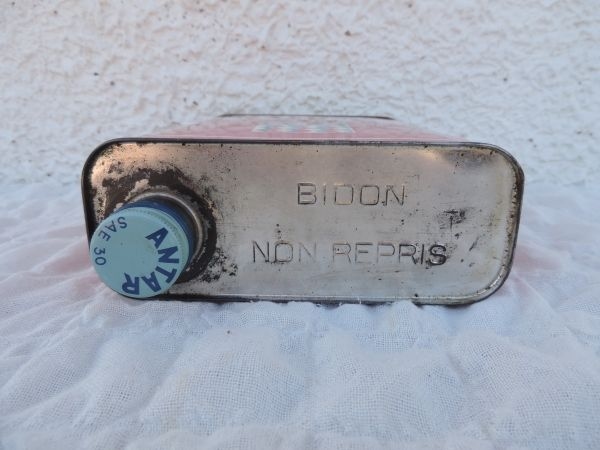 BIDON
NON REPRIS
ANTAR
SAE 30